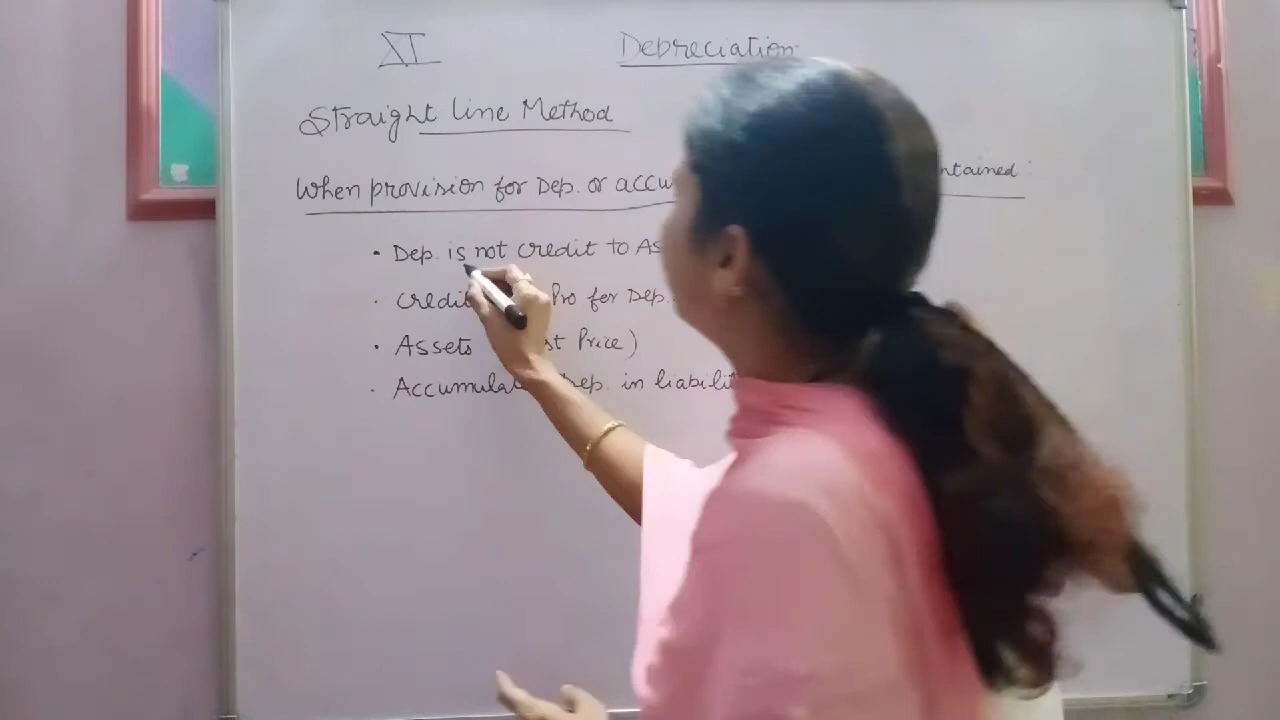 XI
Depreciation
Straight line Method
When provision for Dep. or accu ntained:
• Dep. is not credit to As
• Credit Pro for Dep.
• Assets st Price)
• Accumulat Dep. in liabilit